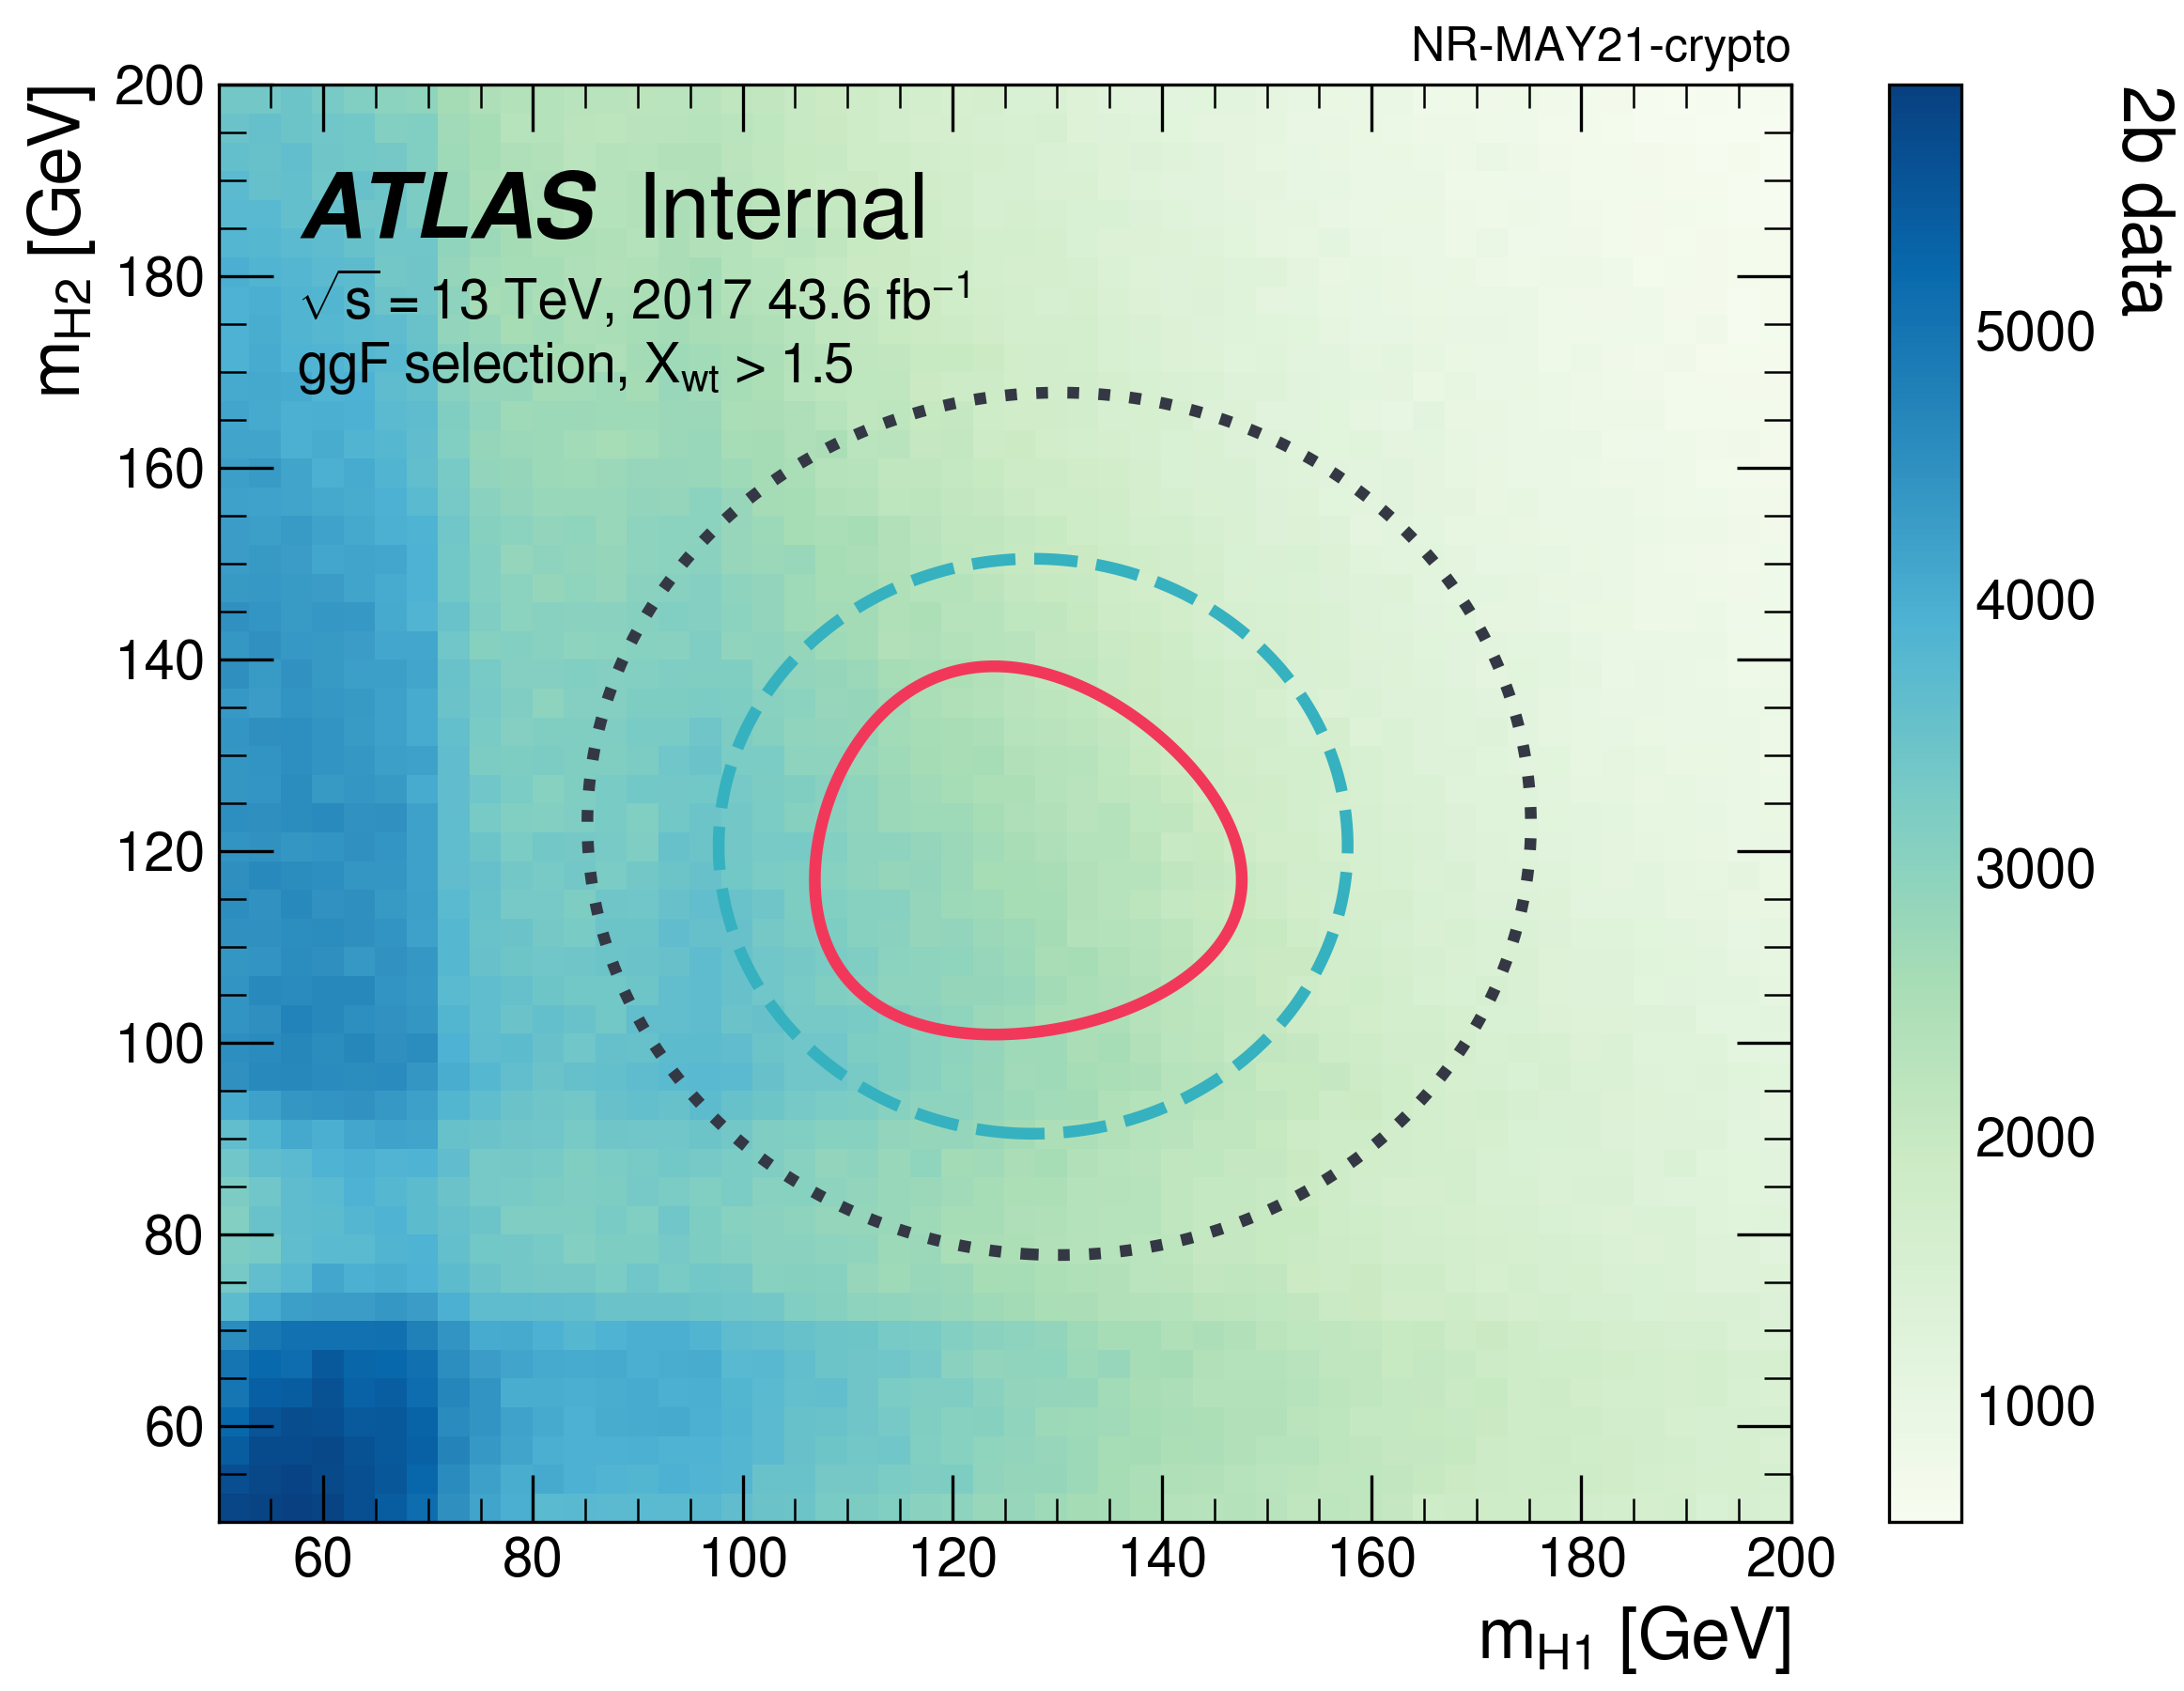 NR-MAY21-crypto
m_H2 [GeV]
200
180
160
140
120
100
80
60
ATLAS Internal
√s = 13 TeV, 2017 43.6 fb⁻¹
ggF selection, X_wt > 1.5
60 80 100 120 140 160 180 200
m_H1 [GeV]
5000
4000
3000
2000
1000
2b data